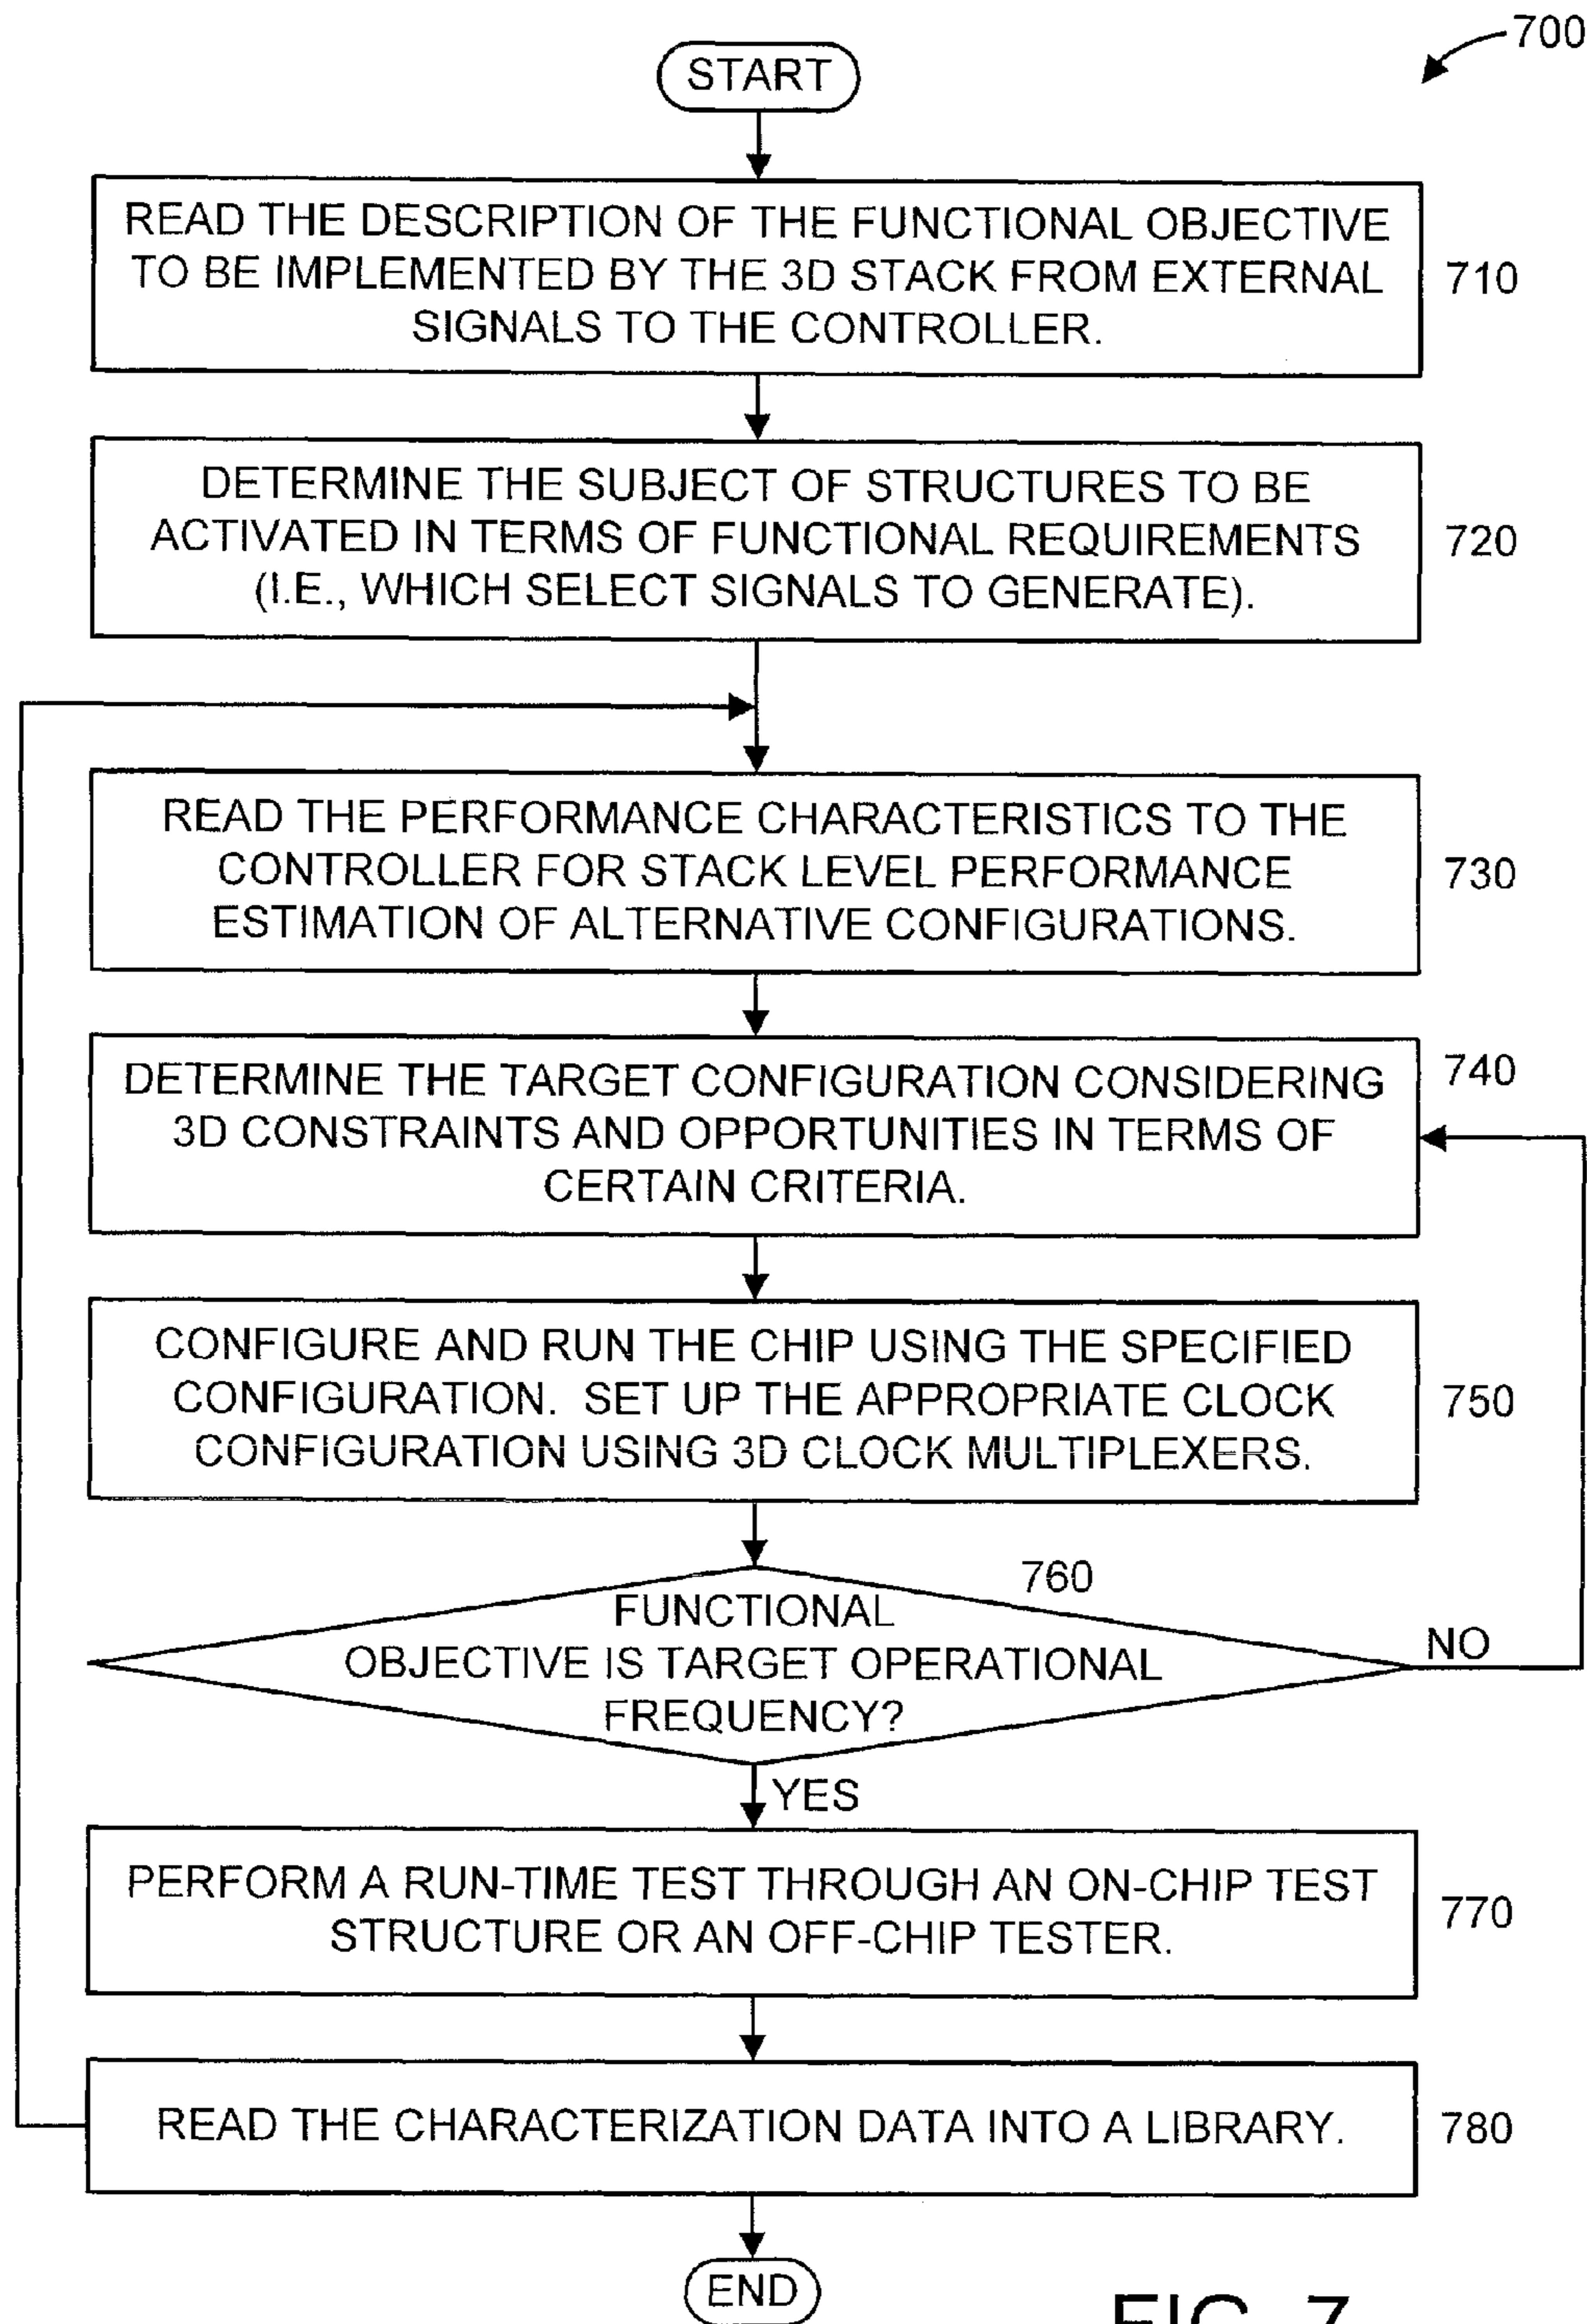 700
START
READ THE DESCRIPTION OF THE FUNCTIONAL OBJECTIVE
TO BE IMPLEMENTED BY THE 3D STACK FROM EXTERNAL
SIGNALS TO THE CONTROLLER.
710
DETERMINE THE SUBJECT OF STRUCTURES TO BE
ACTIVATED IN TERMS OF FUNCTIONAL REQUIREMENTS
(I.E., WHICH SELECT SIGNALS TO GENERATE).
720
READ THE PERFORMANCE CHARACTERISTICS TO THE
CONTROLLER FOR STACK LEVEL PERFORMANCE
ESTIMATION OF ALTERNATIVE CONFIGURATIONS.
730
DETERMINE THE TARGET CONFIGURATION CONSIDERING
3D CONSTRAINTS AND OPPORTUNITIES IN TERMS OF
CERTAIN CRITERIA.
740
CONFIGURE AND RUN THE CHIP USING THE SPECIFIED
CONFIGURATION. SET UP THE APPROPRIATE CLOCK
CONFIGURATION USING 3D CLOCK MULTIPLEXERS.
750
760
FUNCTIONAL
OBJECTIVE IS TARGET OPERATIONAL
FREQUENCY?
NO
YES
PERFORM A RUN-TIME TEST THROUGH AN ON-CHIP TEST
STRUCTURE OR AN OFF-CHIP TESTER.
770
READ THE CHARACTERIZATION DATA INTO A LIBRARY.
780
END
FIG. 7